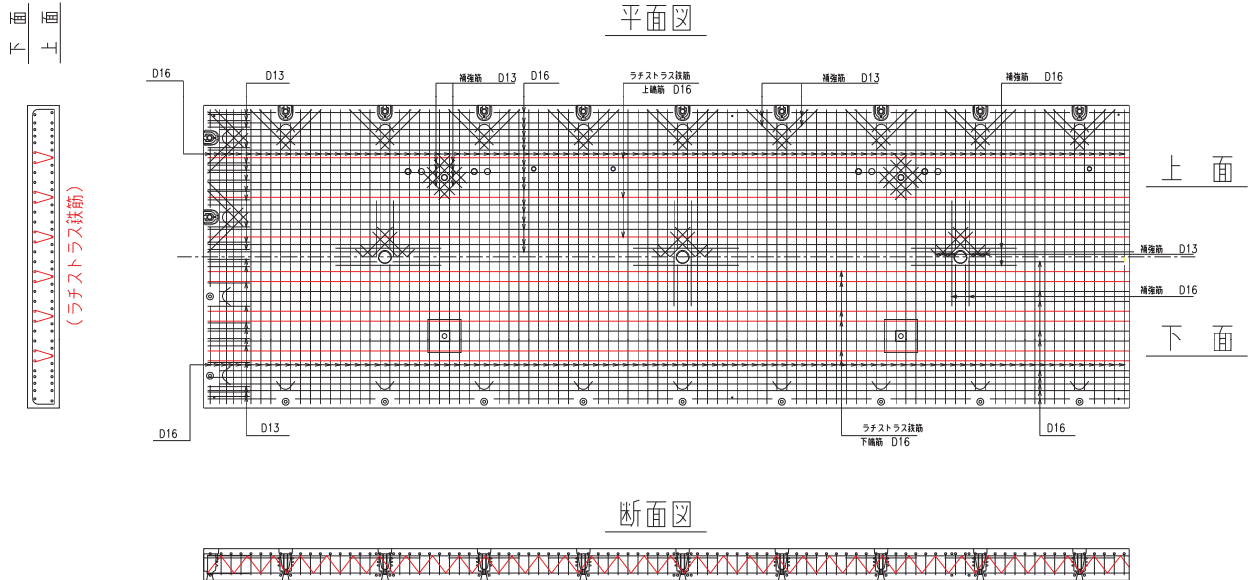 平面図
下面
上面
D16
D13
補強筋 D13
D16
ラチストラス鉄筋
上端筋 D16
補強筋 D13
補強筋 D16
上面
(ラチストラス鉄筋)
補強筋 D13
補強筋 D16
下面
D16
D13
ラチストラス鉄筋
下端筋 D16
D16
断面図